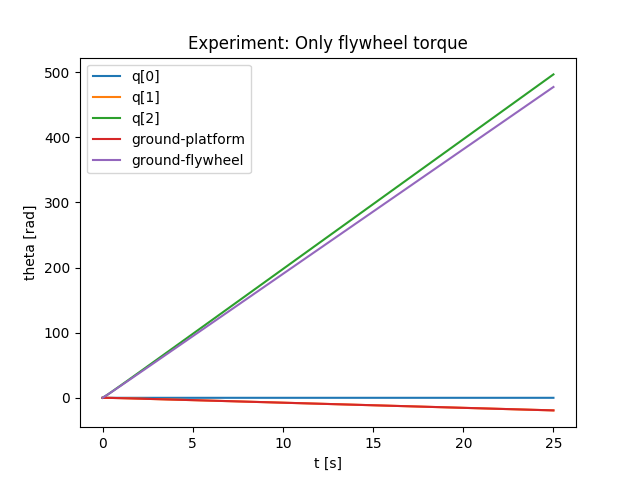 Experiment: Only flywheel torque
q[0]
q[1]
q[2]
ground-platform
ground-flywheel
theta [rad]
500
400
300
200
100
0
0 5 10 15 20 25
t [s]